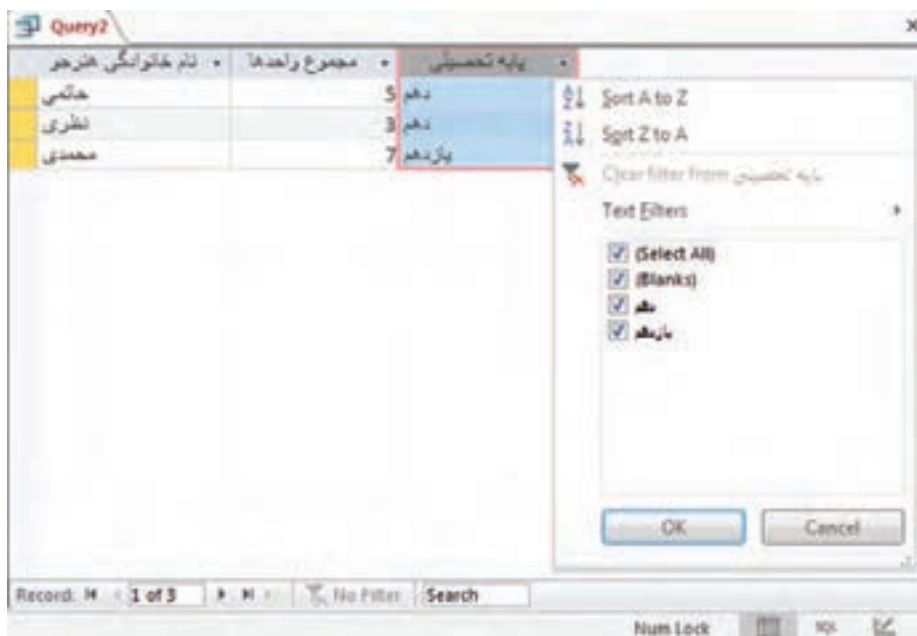 Query2
نام خانوادگی هنرجو مجموع واحدها پایه تحصیلی
حاتمی 5 دهم
نظری 3 دهم
محمدی 7 یازدهم
Sort A to Z
Sort Z to A
Clear filter from پایه تحصیلی
Text Filters
(Select All)
(Blanks)
دهم
یازدهم
OK Cancel
Record: 1 of 3 No Filter Search
Num Lock SQL